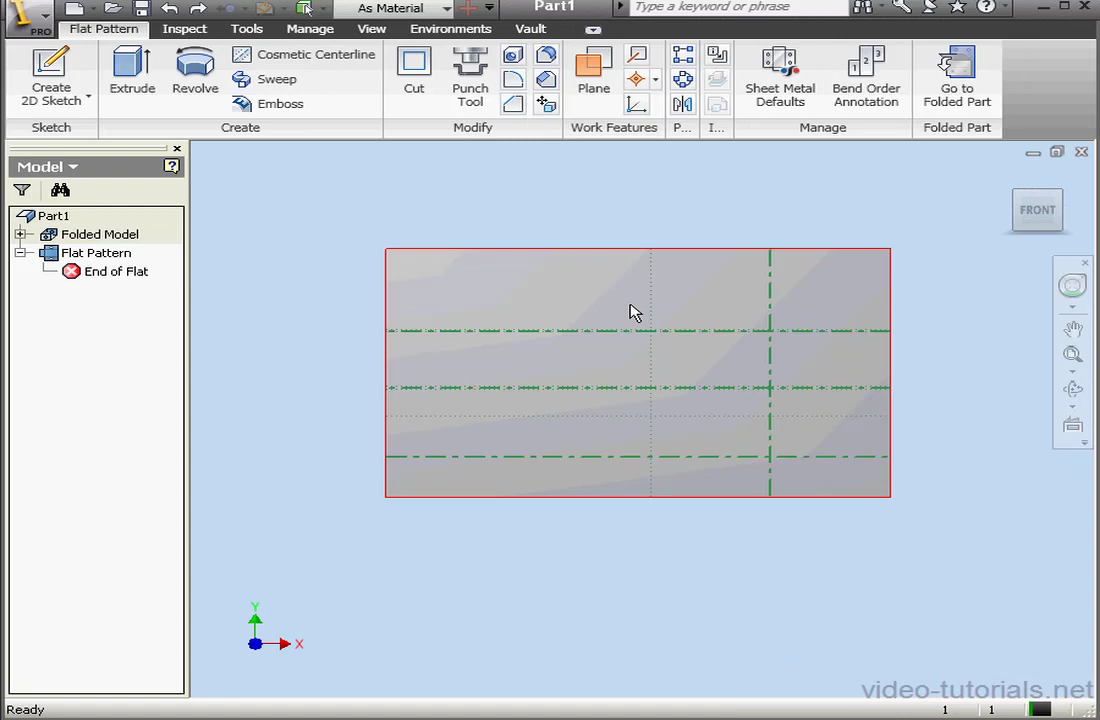 As Material
Part1
Type a keyword or phrase
PRO
Flat Pattern
Inspect
Tools
Manage
View
Environments
Vault
Create
2D Sketch
Extrude
Revolve
Cosmetic Centerline
Sweep
Emboss
Cut
Punch
Tool
Plane
Sheet Metal
Defaults
Bend Order
Annotation
Go to
Folded Part
Sketch
Create
Modify
Work Features
P...
I...
Manage
Folded Part
Model
Part1
Folded Model
Flat Pattern
End of Flat
FRONT
Y
X
video-tutorials.net
Ready
1
1